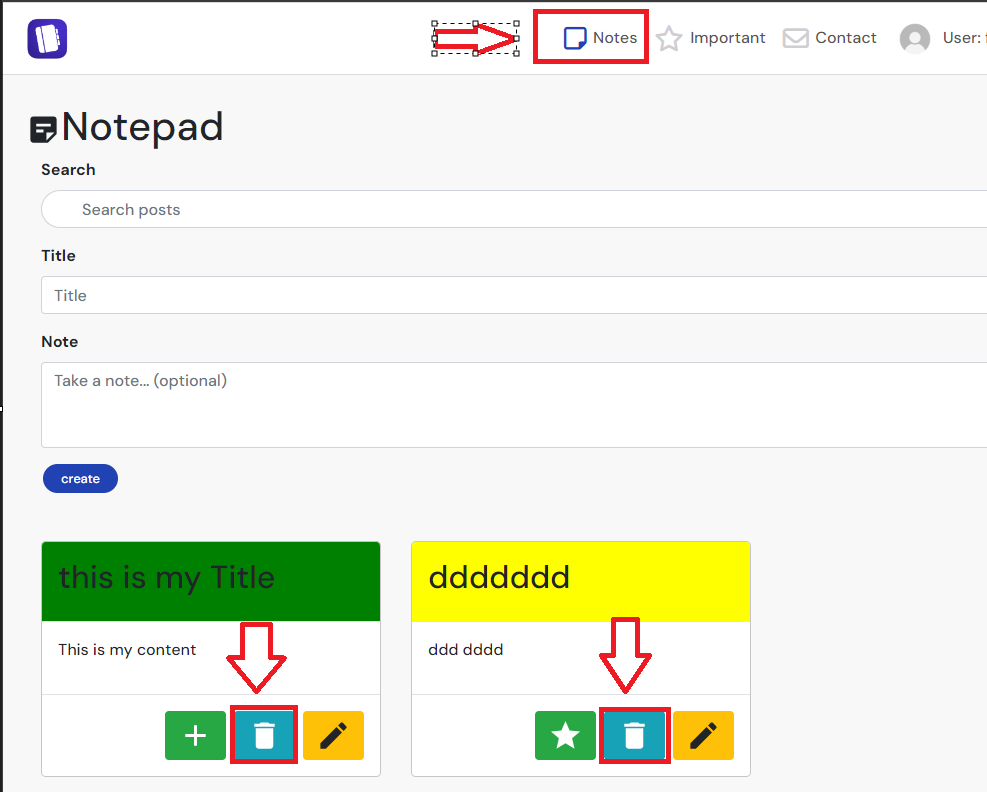 Notes Important Contact User:
Notepad
Search
Search posts
Title
Title
Note
Take a note... (optional)
create
this is my Title
This is my content
ddddddd
ddd dddd